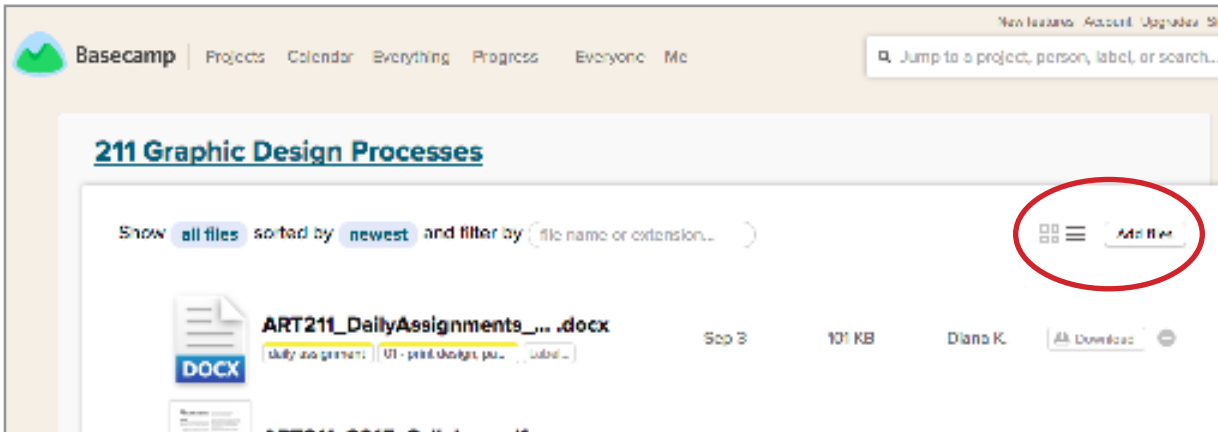 New features Account Upgrades
Basecamp Projects Calendar Everything Progress Everyone Me
Jump to a project, person, label, or search...
211 Graphic Design Processes
Show all files sorted by newest and filter by file name or extension...
Add files
ART211_DailyAssignments_... .docx
Sep 3 101 KB Diana K. Download
daily assignment 01 - print design, pu... Label...
DOCX